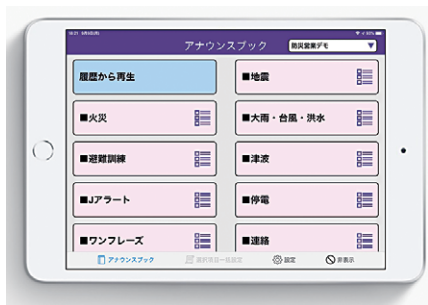 アナウンスブック
防災営業デモ
履歴から再生
■地震
■火災
■大雨・台風・洪水
■避難訓練
■津波
■Jアラート
■停電
■ワンフレーズ
■連絡
アナウンスブック
設定
非表示